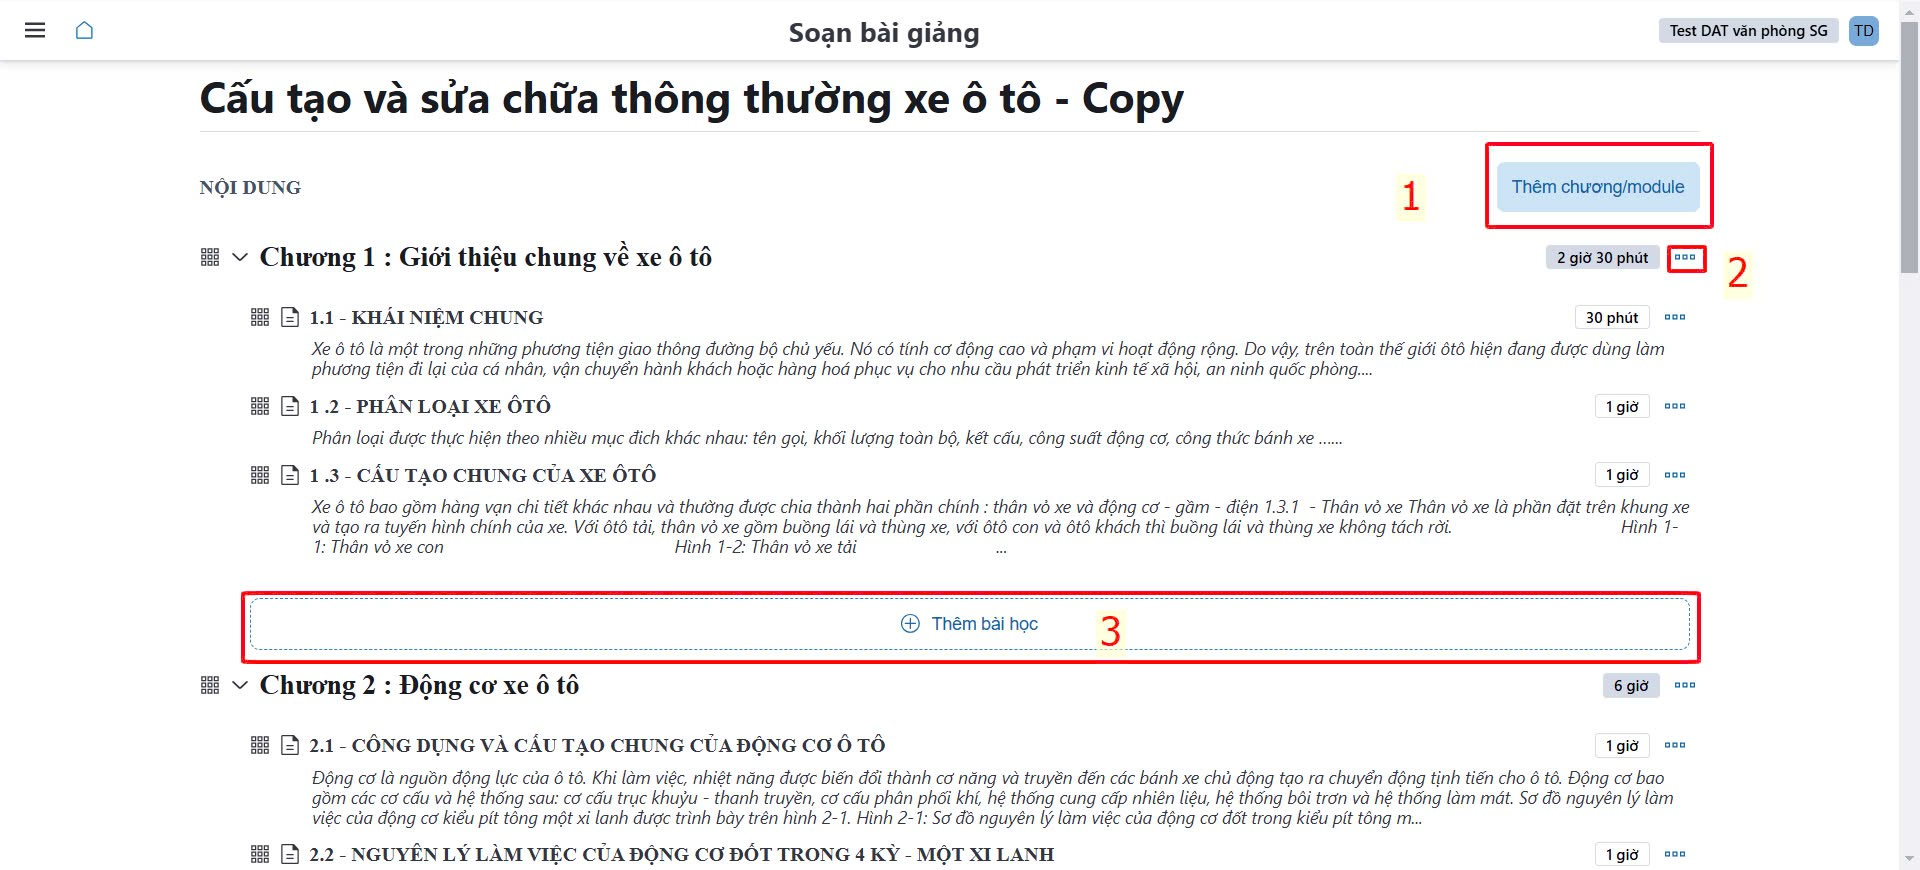 Soạn bài giảng
Test DAT văn phòng SG
TD
Cấu tạo và sửa chữa thông thường xe ô tô - Copy
NỘI DUNG
1
Thêm chương/module
Chương 1 : Giới thiệu chung về xe ô tô
2 giờ 30 phút
2
1.1 - KHÁI NIỆM CHUNG
30 phút
Xe ô tô là một trong những phương tiện giao thông đường bộ chủ yếu. Nó có tính cơ động cao và phạm vi hoạt động rộng. Do vậy, trên toàn thế giới ôtô hiện đang được dùng làm
phương tiện đi lại của cá nhân, vận chuyển hành khách hoặc hàng hoá phục vụ cho nhu cầu phát triển kinh tế xã hội, an ninh quốc phòng....
1 .2 - PHÂN LOẠI XE ÔTÔ
1 giờ
Phân loại được thực hiện theo nhiều mục đich khác nhau: tên gọi, khối lượng toàn bộ, kết cấu, công suất động cơ, công thức bánh xe ......
1 .3 - CẤU TẠO CHUNG CỦA XE ÔTÔ
1 giờ
Xe ô tô bao gồm hàng vạn chi tiết khác nhau và thường được chia thành hai phần chính : thân vỏ xe và động cơ - gầm - điện 1.3.1  - Thân vỏ xe Thân vỏ xe là phần đặt trên khung xe
và tạo ra tuyến hình chính của xe. Với ôtô tải, thân vỏ xe gồm buồng lái và thùng xe, với ôtô con và ôtô khách thì buồng lái và thùng xe không tách rời. Hình 1-
1: Thân vỏ xe con Hình 1-2: Thân vỏ xe tải ...
Thêm bài học
3
Chương 2 : Động cơ xe ô tô
6 giờ
2.1 - CÔNG DỤNG VÀ CẤU TẠO CHUNG CỦA ĐỘNG CƠ Ô TÔ
1 giờ
Động cơ là nguồn động lực của ô tô. Khi làm việc, nhiệt năng được biến đổi thành cơ năng và truyền đến các bánh xe chủ động tạo ra chuyển động tịnh tiến cho ô tô. Động cơ bao
gồm các cơ cấu và hệ thống sau: cơ cấu trục khuỷu - thanh truyền, cơ cấu phân phối khí, hệ thống cung cấp nhiên liệu, hệ thống bôi trơn và hệ thống làm mát. Sơ đồ nguyên lý làm
việc của động cơ kiểu pít tông một xi lanh được trình bày trên hình 2-1. Hình 2-1: Sơ đồ nguyên lý làm việc của động cơ đốt trong kiểu pít tông m...
2.2 - NGUYÊN LÝ LÀM VIỆC CỦA ĐỘNG CƠ ĐỐT TRONG 4 KỲ - MỘT XI LANH
1 giờ